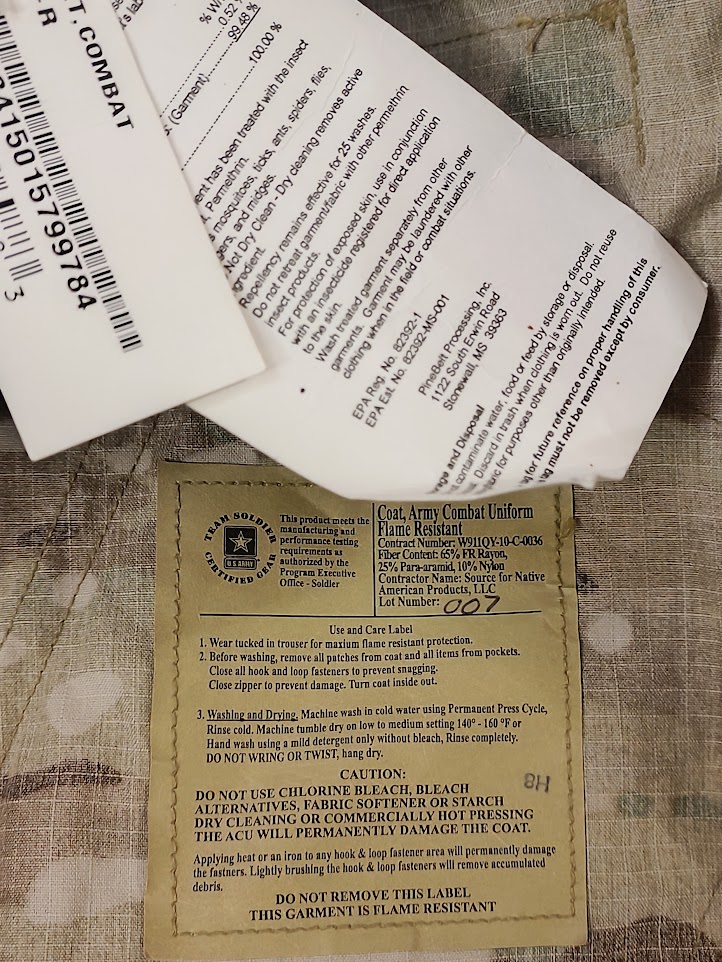 T, COMBAT
R
8415015799784
3
% W
0.52
99.48 %
(Garment)
100.00 %
ent has been treated with the insect
, Permethrin.
mosquitoes, ticks, ants, spiders, flies,
ers, and midges.
Not Dry Clean - Dry cleaning removes active
ngredient.
Repellency remains effective for 25 washes.
Do not retreat garment/fabric with other permethrin
insect products.
For protection of exposed skin, use in conjunction
with an insecticide registered for direct application
to the skin.
Wash treated garment separately from other
garments. Garment may be laundered with other
clothing when in the field or combat situations.
EPA Reg. No. 82392-1
EPA Est. No. 82392-MS-001
PineBelt Processing, Inc.
1122 South Erwin Road
Stonewall, MS 39363
and Disposal
contaminate water, food or feed by storage or disposal.
Discard in trash when clothing is worn out. Do not reuse
for purposes other than originally intended.
for future reference on proper handling of this
must not be removed except by consumer.
TEAM SOLDIER
U.S. ARMY
CERTIFIED GEAR
This product meets the
manufacturing and
performance testing
requirements as
authorized by the
Program Executive
Office - Soldier
Coat, Army Combat Uniform
Flame Resistant
Contract Number: W911QY-10-C-0036
Fiber Content: 65% FR Rayon,
25% Para-aramid, 10% Nylon
Contractor Name: Source for Native
American Products, LLC
Lot Number: 007
Use and Care Label
1. Wear tucked in trouser for maxium flame resistant protection.
2. Before washing, remove all patches from coat and all items from pockets.
Close all hook and loop fasteners to prevent snagging.
Close zipper to prevent damage. Turn coat inside out.
3. Washing and Drying. Machine wash in cold water using Permanent Press Cycle,
Rinse cold. Machine tumble dry on low to medium setting 140° - 160 °F or
Hand wash using a mild detergent only without bleach, Rinse completely.
DO NOT WRING OR TWIST, hang dry.
CAUTION:
DO NOT USE CHLORINE BLEACH, BLEACH
ALTERNATIVES, FABRIC SOFTENER OR STARCH
DRY CLEANING OR COMMERCIALLY HOT PRESSING
THE ACU WILL PERMANENTLY DAMAGE THE COAT.
H8
Applying heat or an iron to any hook & loop fastener area will permanently damage
the fastners. Lightly brushing the hook & loop fasteners will remove accumulated
debris.
DO NOT REMOVE THIS LABEL
THIS GARMENT IS FLAME RESISTANT